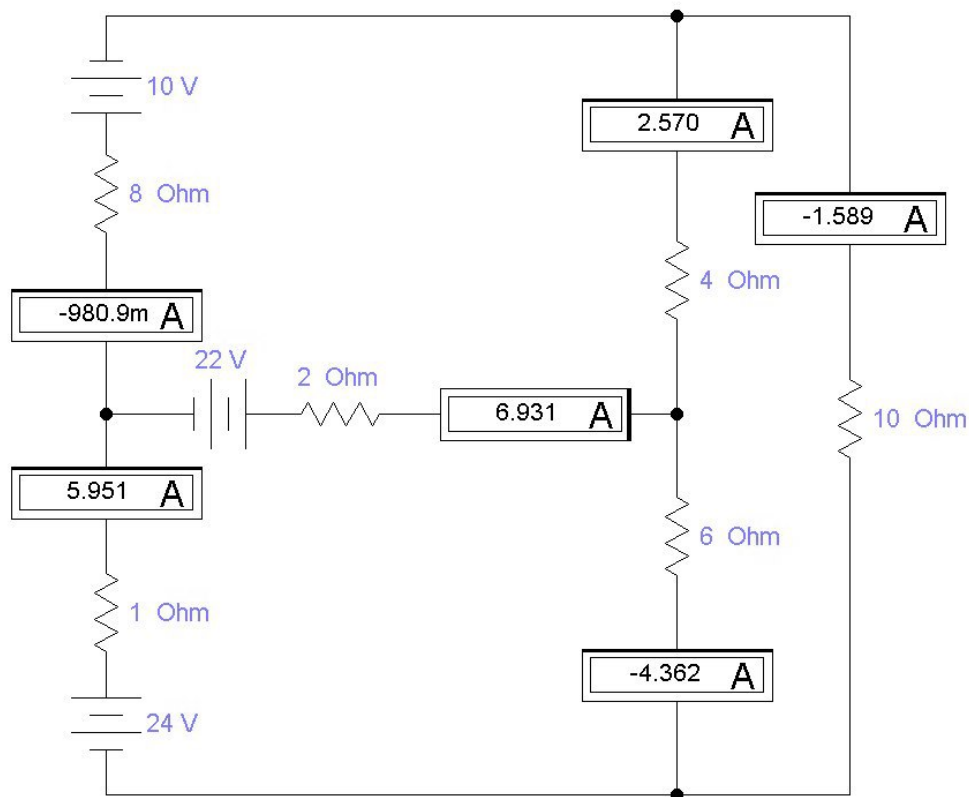 10 V
2.570 A
8 Ohm
-1.589 A
4 Ohm
-980.9m A
22 V
2 Ohm
6.931 A
10 Ohm
5.951 A
6 Ohm
1 Ohm
-4.362 A
24 V